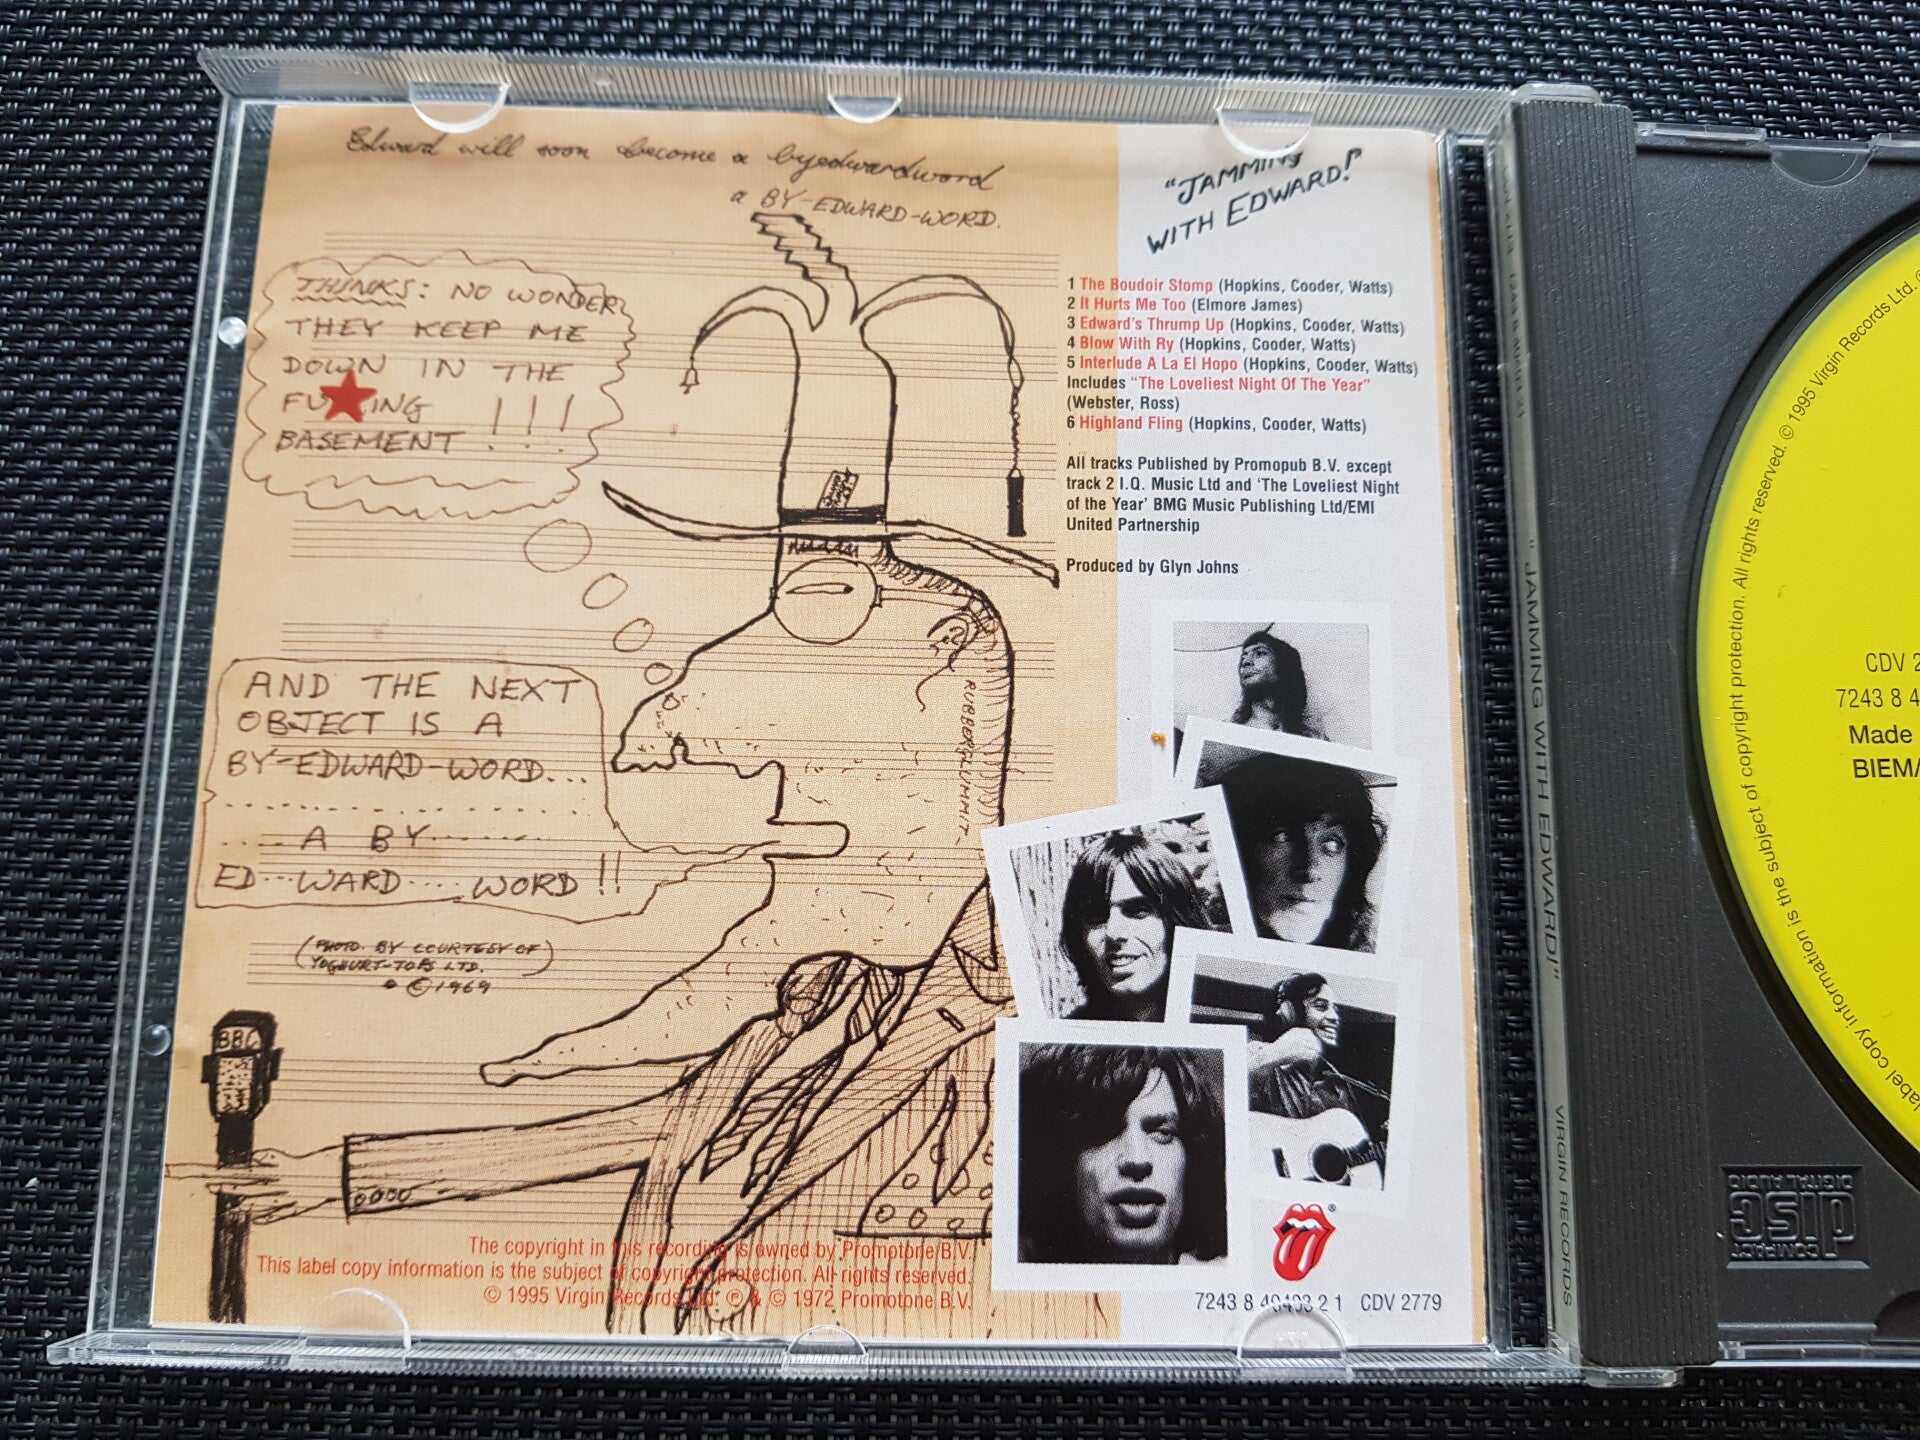 Edward will soon become a byedwardword
a BY-EDWARD-WORD.
THINKS: NO WONDER
THEY KEEP ME
DOWN IN THE
FU★KING
BASEMENT !!!
AND THE NEXT
OBJECT IS A
BY-EDWARD-WORD...
..............
.... A BY.......
ED...WARD.... WORD!!
(PHOTO. BY COURTESY OF
YOGHURT-TOPS LTD.)
© 1969
BBC
RUBBERGLUMMIT
"JAMMING
WITH EDWARD!"
1 The Boudoir Stomp (Hopkins, Cooder, Watts)
2 It Hurts Me Too (Elmore James)
3 Edward's Thrump Up (Hopkins, Cooder, Watts)
4 Blow With Ry (Hopkins, Cooder, Watts)
5 Interlude A La El Hopo (Hopkins, Cooder, Watts)
Includes "The Loveliest Night Of The Year"
(Webster, Ross)
6 Highland Fling (Hopkins, Cooder, Watts)
All tracks Published by Promopub B.V. except
track 2 I.Q. Music Ltd and 'The Loveliest Night
of the Year' BMG Music Publishing Ltd/EMI
United Partnership
Produced by Glyn Johns
The copyright in this recording is owned by Promotone B.V.
This label copy information is the subject of copyright protection. All rights reserved.
© 1995 Virgin Records Ltd. ℗ & © 1972 Promotone B.V.
®
7243 8 40403 2 1 CDV 2779
"JAMMING WITH EDWARD!"
VIRGIN RECORDS
label copy information is the subject of copyright protection. All rights reserved. © 1995 Virgin Records Ltd.
CDV 2
7243 8 4
Made
BIEM/
COMPACT
disc
DIGITAL AUDIO